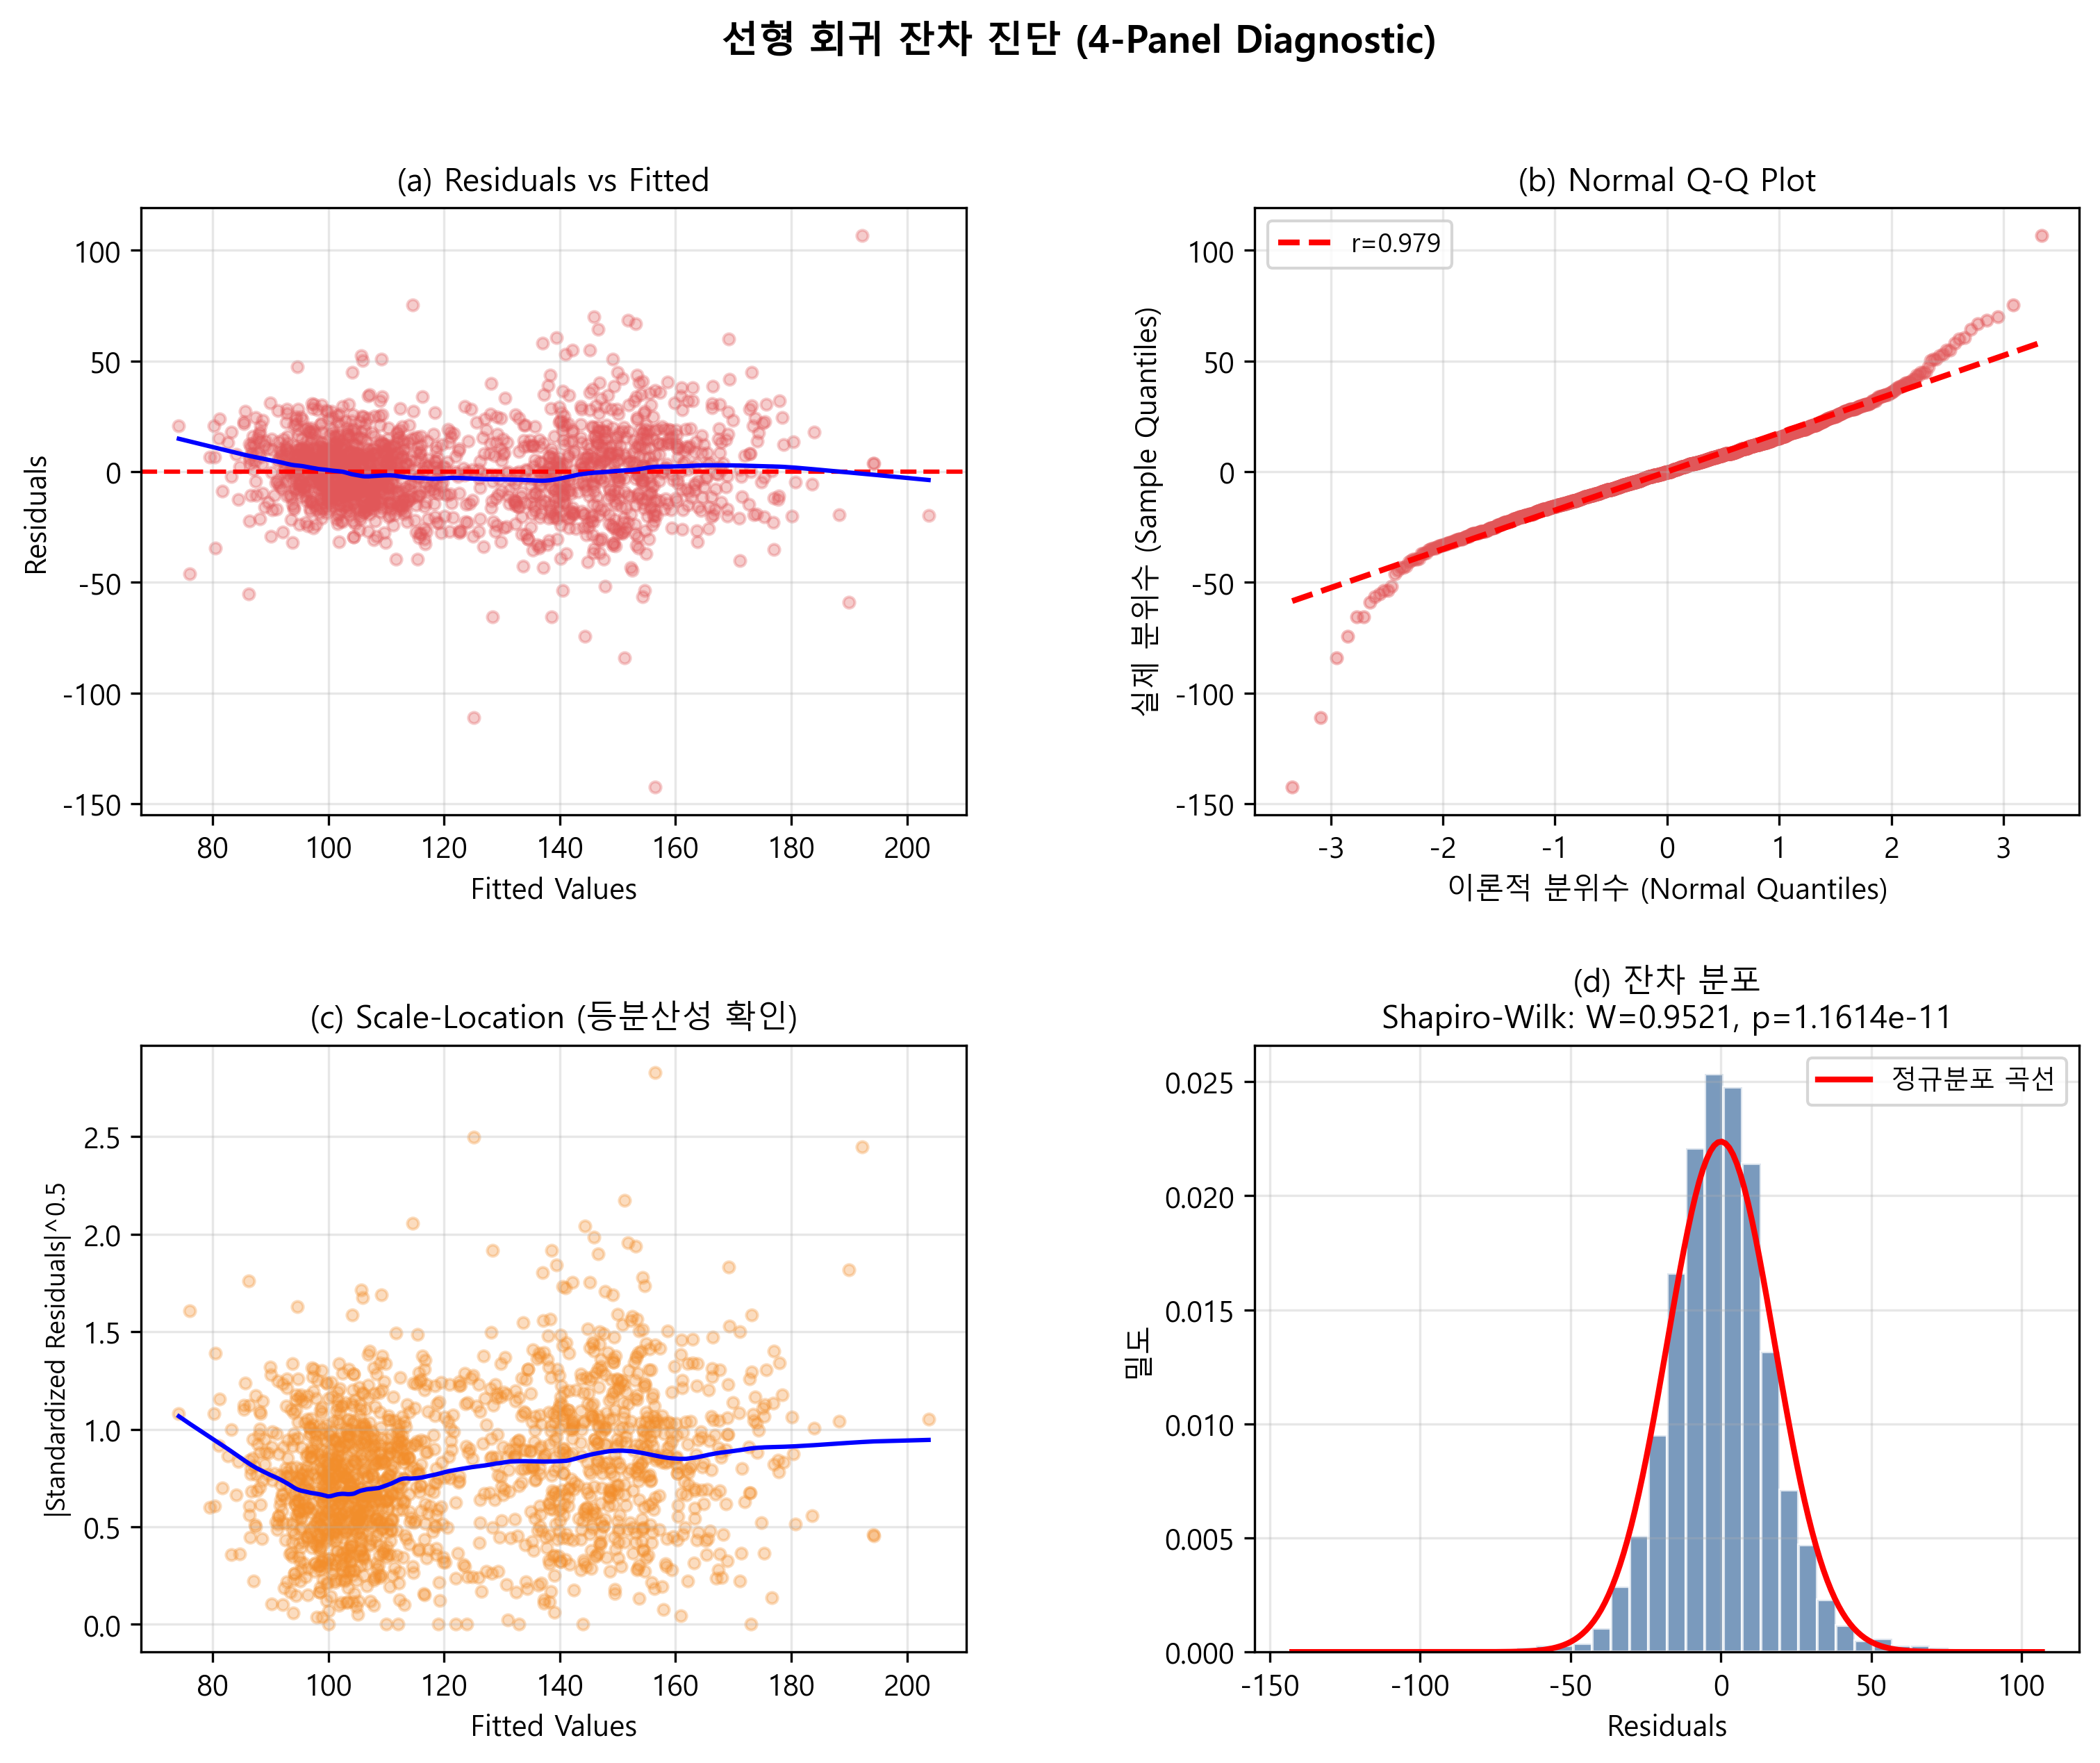 선형 회귀 잔차 진단 (4-Panel Diagnostic)
(a) Residuals vs Fitted
Residuals
100
50
0
-50
-100
-150
80 100 120 140 160 180 200
Fitted Values
(b) Normal Q-Q Plot
r=0.979
실제 분위수 (Sample Quantiles)
100
50
0
-50
-100
-150
-3 -2 -1 0 1 2 3
이론적 분위수 (Normal Quantiles)
(c) Scale-Location (등분산성 확인)
|Standardized Residuals|^0.5
2.5
2.0
1.5
1.0
0.5
0.0
80 100 120 140 160 180 200
Fitted Values
(d) 잔차 분포
Shapiro-Wilk: W=0.9521, p=1.1614e-11
정규분포 곡선
밀도
0.025
0.020
0.015
0.010
0.005
0.000
-150 -100 -50 0 50 100
Residuals